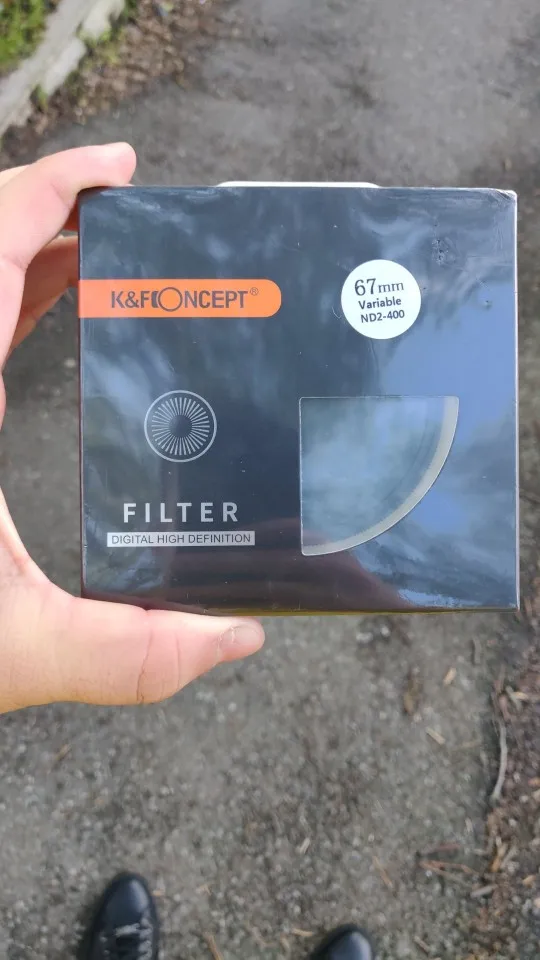 K&F CONCEPT®
67mm
Variable
ND2-400
FILTER
DIGITAL HIGH DEFINITION